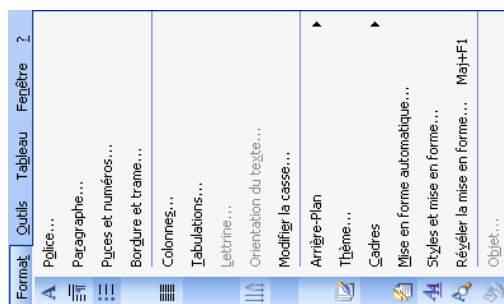 Format Outils Tableau Fenêtre ?
Police...
Paragraphe...
Puces et numéros...
Bordure et trame...
Colonnes...
Tabulations...
Lettrine...
Orientation du texte...
Modifier la casse...
Arrière-Plan
Thème...
Cadres
Mise en forme automatique...
Styles et mise en forme...
Révéler la mise en forme... Maj+F1
Objet...